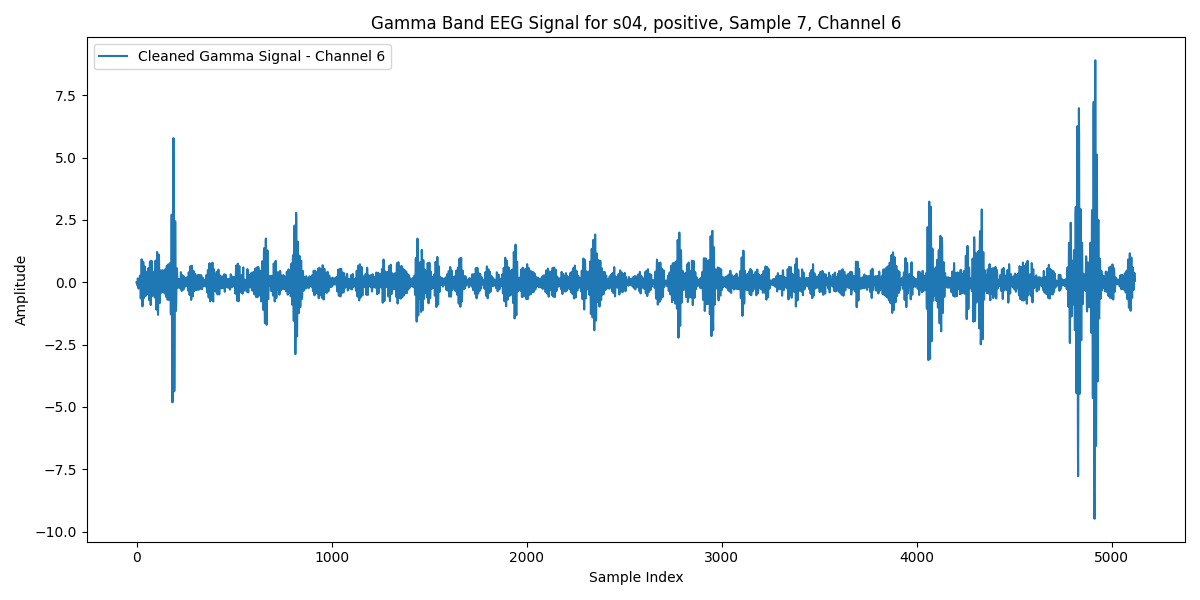 Gamma Band EEG Signal for s04, positive, Sample 7, Channel 6
Cleaned Gamma Signal - Channel 6
7.5
5.0
2.5
0.0
−2.5
−5.0
−7.5
−10.0
Amplitude
0 1000 2000 3000 4000 5000
Sample Index